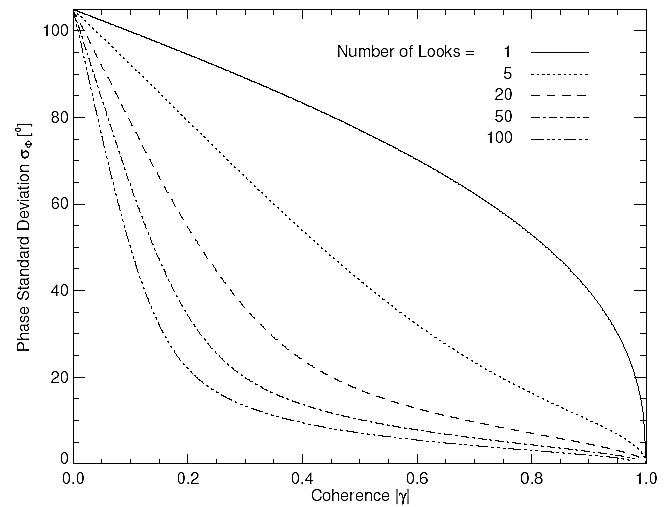 Number of Looks = 1
5
20
50
100
100
80
60
40
20
0
Phase Standard Deviation σΦ [°]
0.0 0.2 0.4 0.6 0.8 1.0
Coherence |γ|